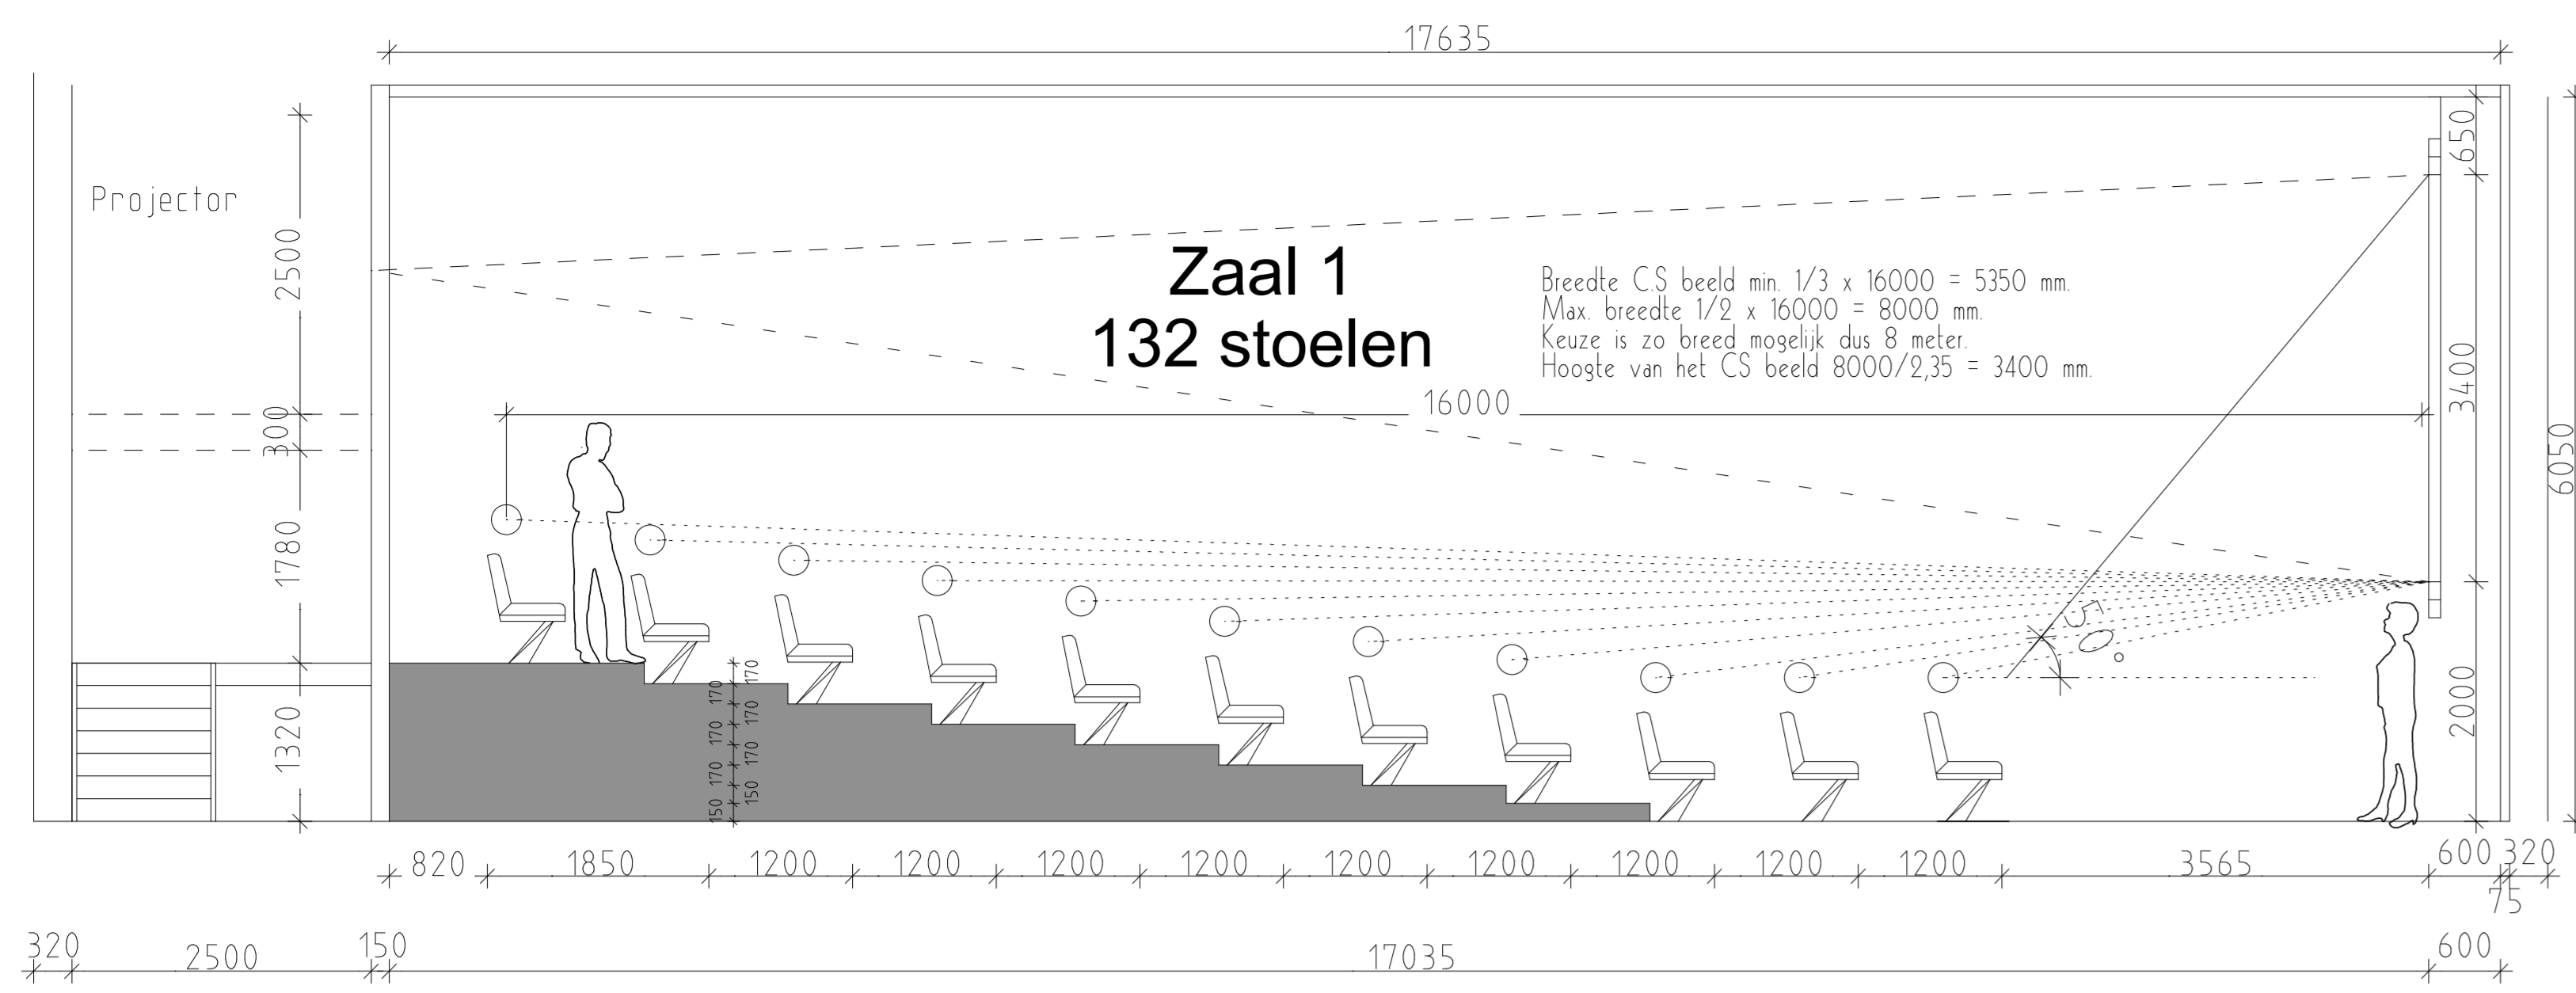 17635
Projector
650
2500
Zaal 1
132 stoelen
Breedte C.S beeld min. 1/3 x 16000 = 5350 mm.
Max. breedte 1/2 x 16000 = 8000 mm.
Keuze is zo breed mogelijk dus 8 meter.
Hoogte van het CS beeld 8000/2,35 = 3400 mm.
3400
16000
300
6050
1780
2000
1320
170
170
170
170
170
170
150
150
820 1850 1200 1200 1200 1200 1200 1200 1200 1200 1200 3565 600 320
75
320 2500 150 17035 600